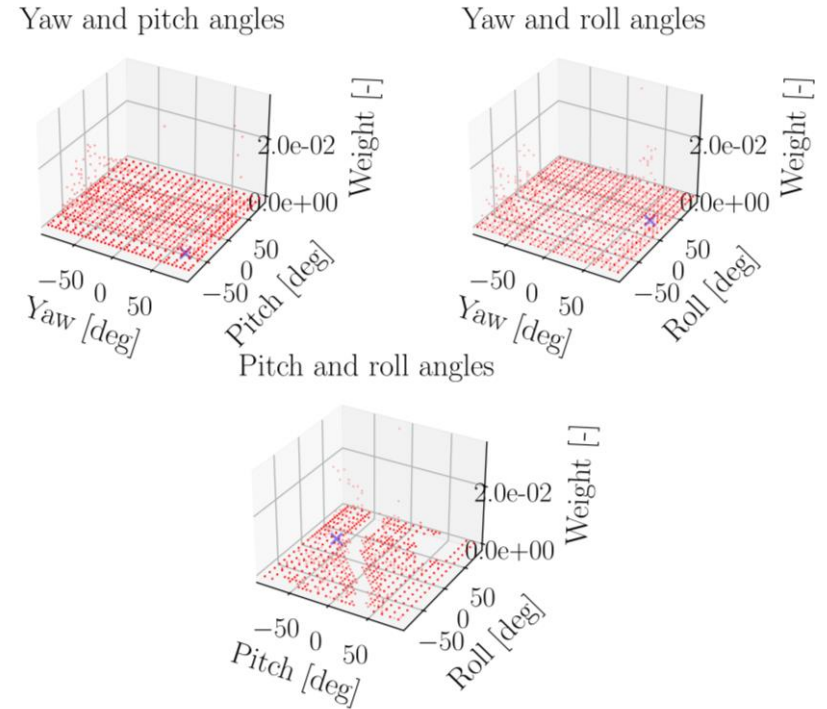 Yaw and pitch angles
2.0e-02
0.0e+00
Weight [-]
−50 0 50
Yaw [deg]
−50 0 50
Pitch [deg]
Yaw and roll angles
2.0e-02
0.0e+00
Weight [-]
−50 0 50
Yaw [deg]
−50 0 50
Roll [deg]
Pitch and roll angles
2.0e-02
0.0e+00
Weight [-]
−50 0 50
Pitch [deg]
−50 0 50
Roll [deg]